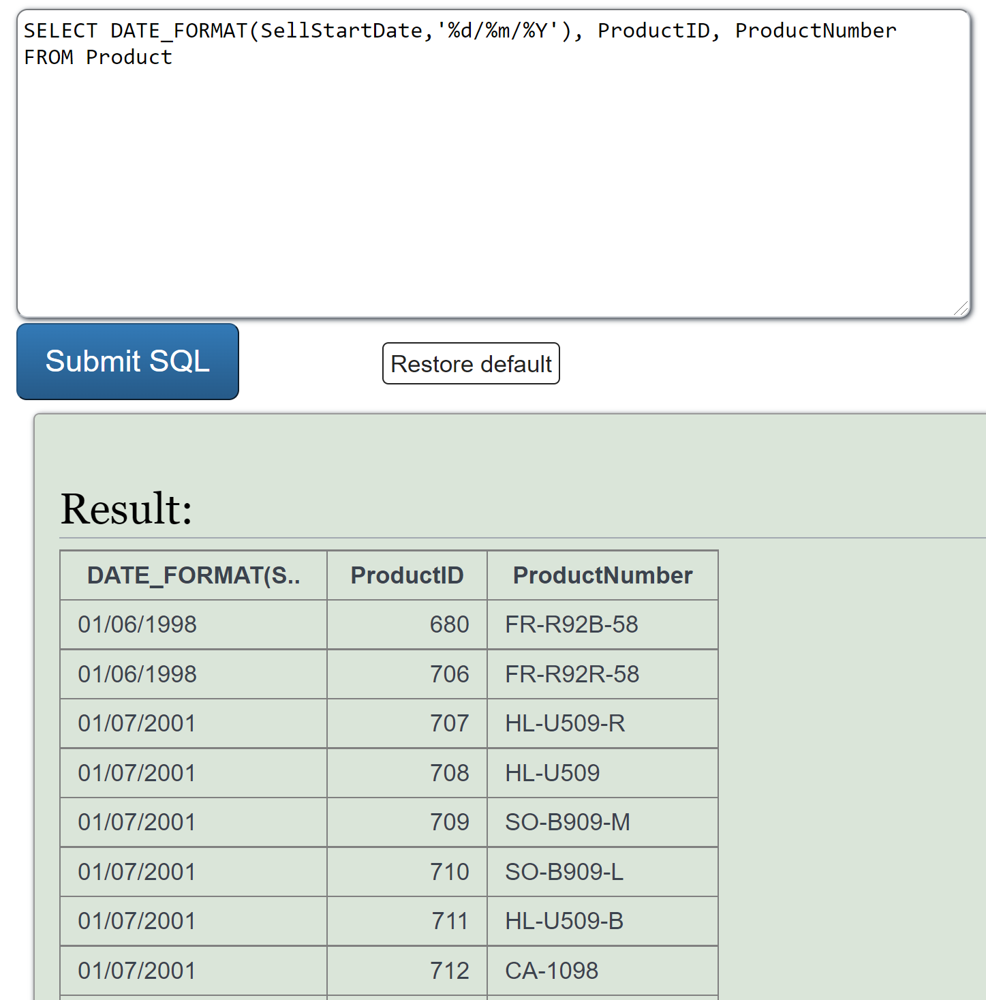 SELECT DATE_FORMAT(SellStartDate,'%d/%m/%Y'), ProductID, ProductNumber
FROM Product
Submit SQL
Restore default
Result:
DATE_FORMAT(S.. ProductID ProductNumber
01/06/1998 680 FR-R92B-58
01/06/1998 706 FR-R92R-58
01/07/2001 707 HL-U509-R
01/07/2001 708 HL-U509
01/07/2001 709 SO-B909-M
01/07/2001 710 SO-B909-L
01/07/2001 711 HL-U509-B
01/07/2001 712 CA-1098